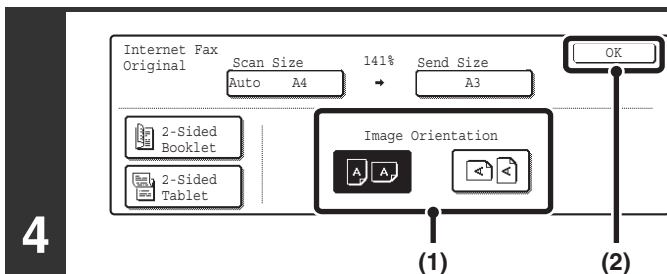 Internet Fax
Original
Scan Size
141%
Send Size
OK
Auto A4
➞
A3
2-Sided
Booklet
Image Orientation
A A A A
2-Sided
Tablet
4
(1) (2)